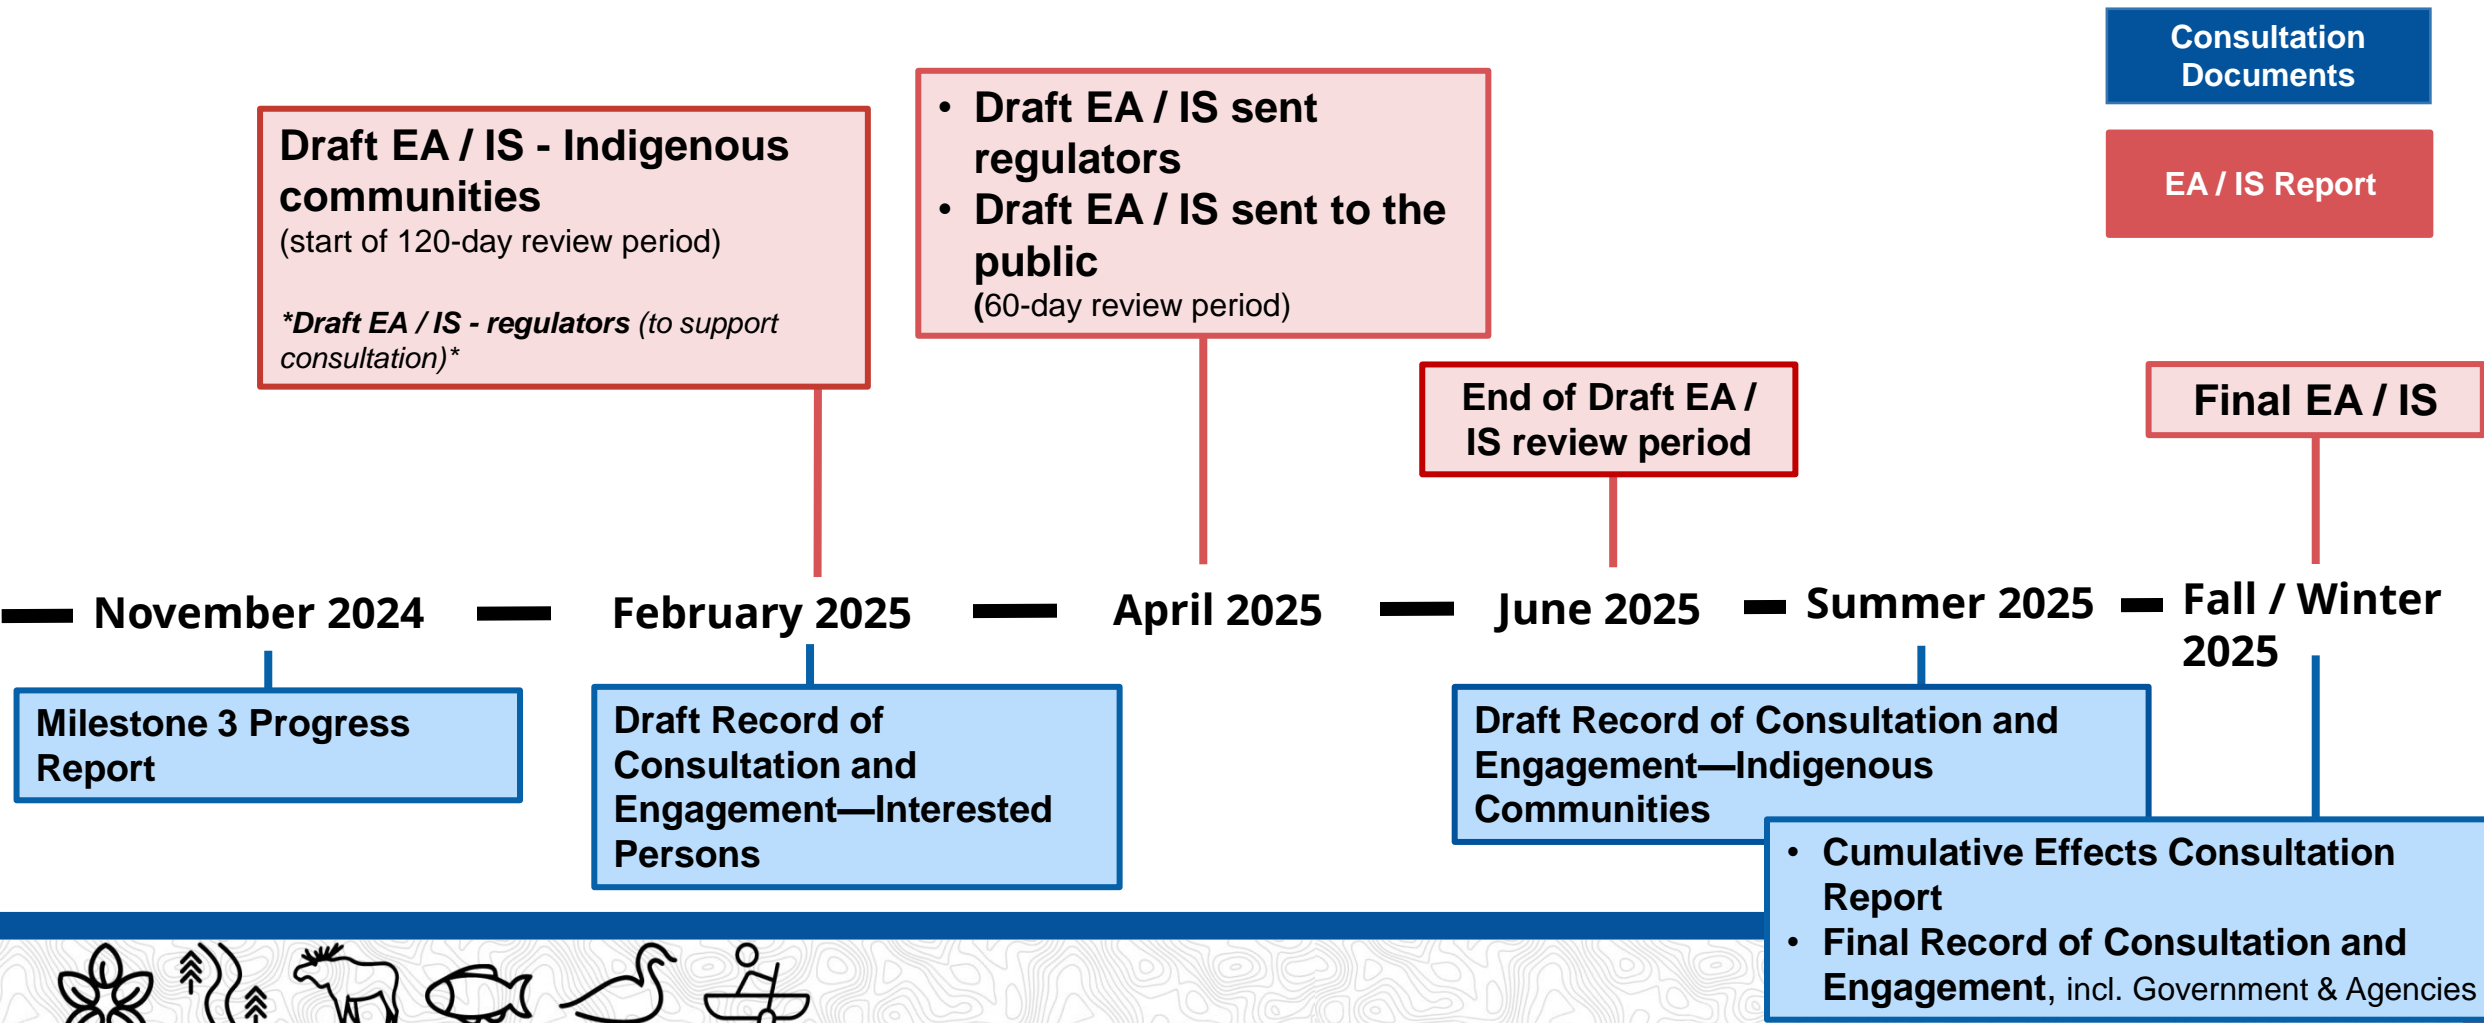 Consultation
Documents
EA / IS Report
Draft EA / IS - Indigenous
communities
(start of 120-day review period)
*Draft EA / IS - regulators (to support
consultation)*
• Draft EA / IS sent
regulators
• Draft EA / IS sent to the
public
(60-day review period)
End of Draft EA /
IS review period
Final EA / IS
November 2024
February 2025
April 2025
June 2025
Summer 2025
Fall / Winter
2025
Milestone 3 Progress
Report
Draft Record of
Consultation and
Engagement—Interested
Persons
Draft Record of Consultation and
Engagement—Indigenous
Communities
• Cumulative Effects Consultation
Report
• Final Record of Consultation and
Engagement, incl. Government & Agencies